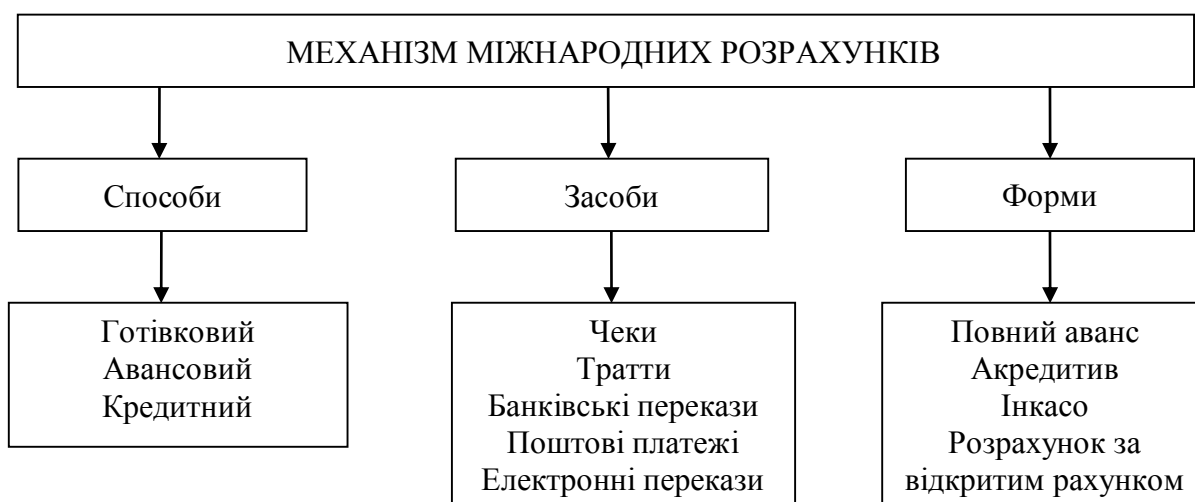 МЕХАНІЗМ МІЖНАРОДНИХ РОЗРАХУНКІВ
Способи
Засоби
Форми
Готівковий
Авансовий
Кредитний
Чеки
Тратти
Банківські перекази
Поштові платежі
Електронні перекази
Повний аванс
Акредитив
Інкасо
Розрахунок за
відкритим рахунком